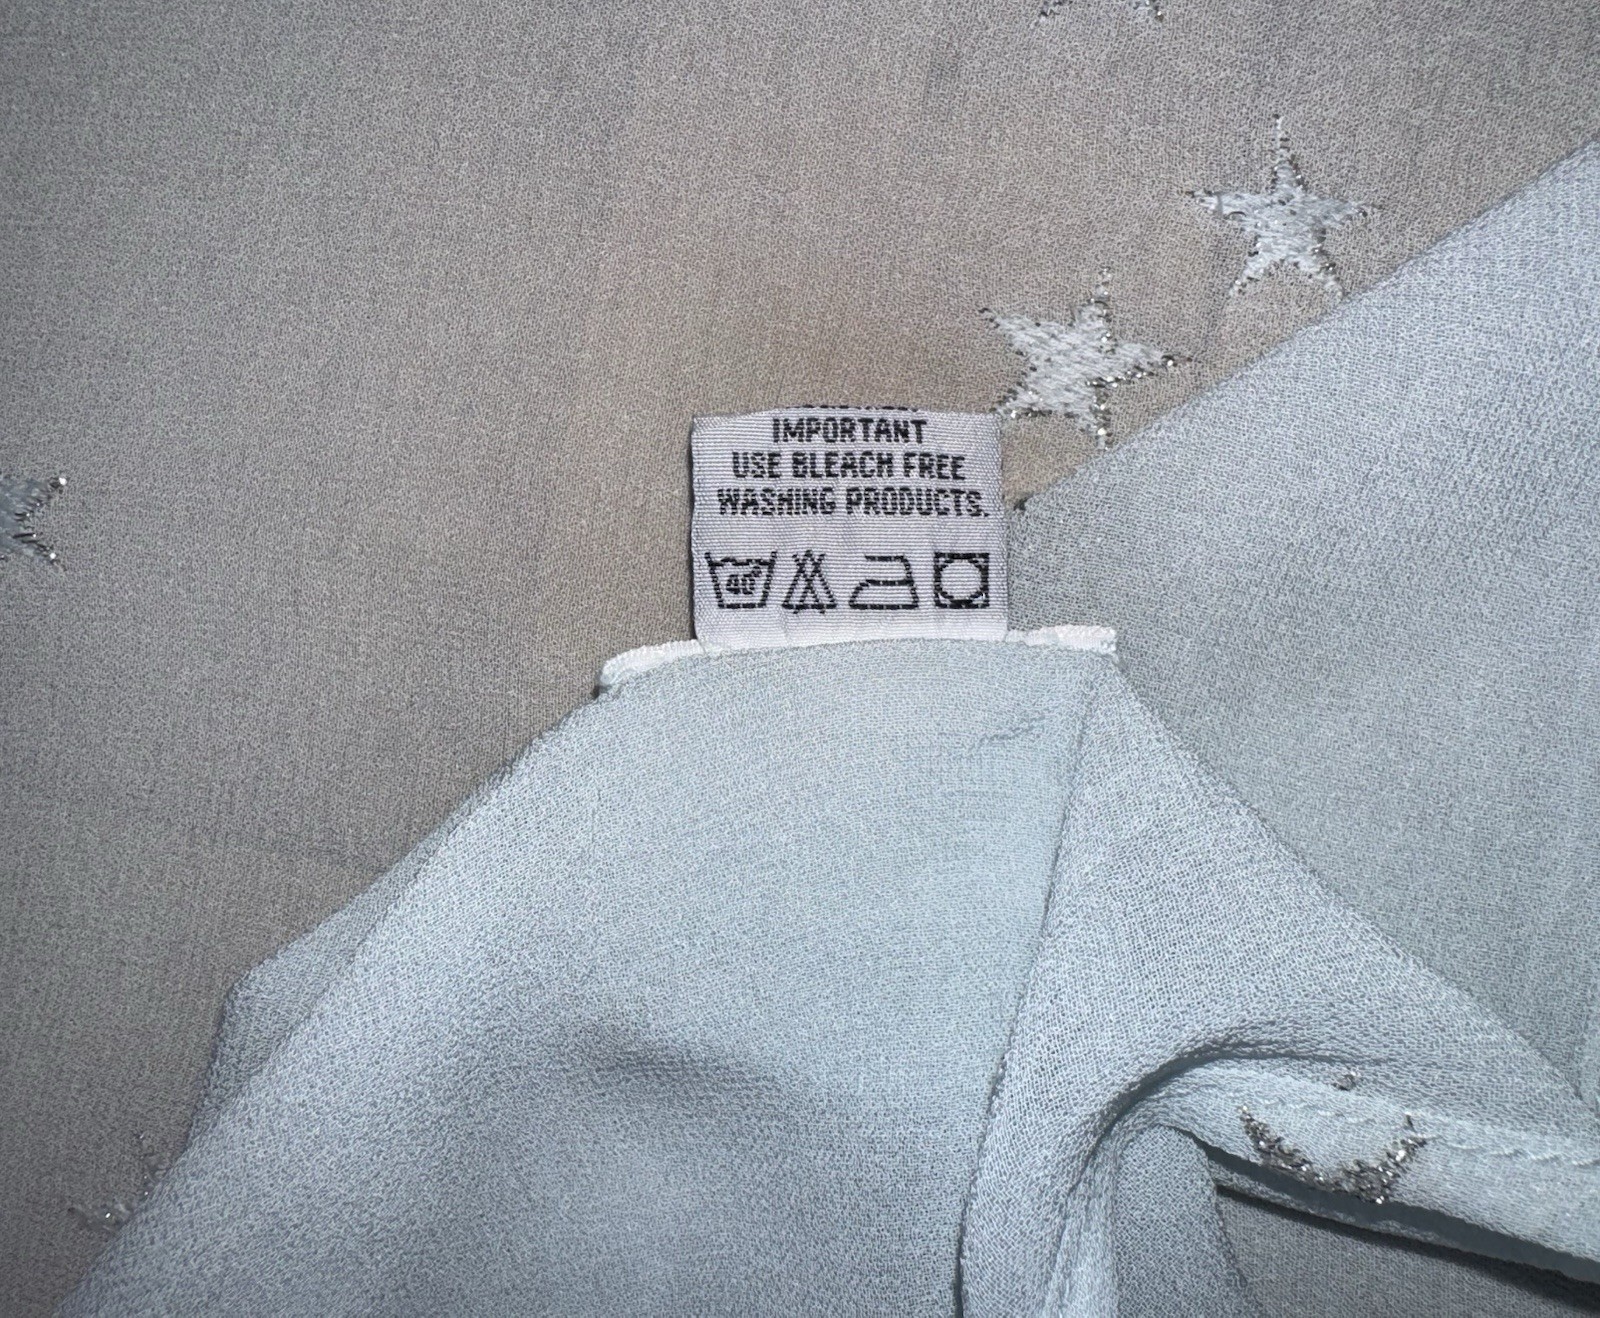 IMPORTANT
USE BLEACH FREE
WASHING PRODUCTS.
40°